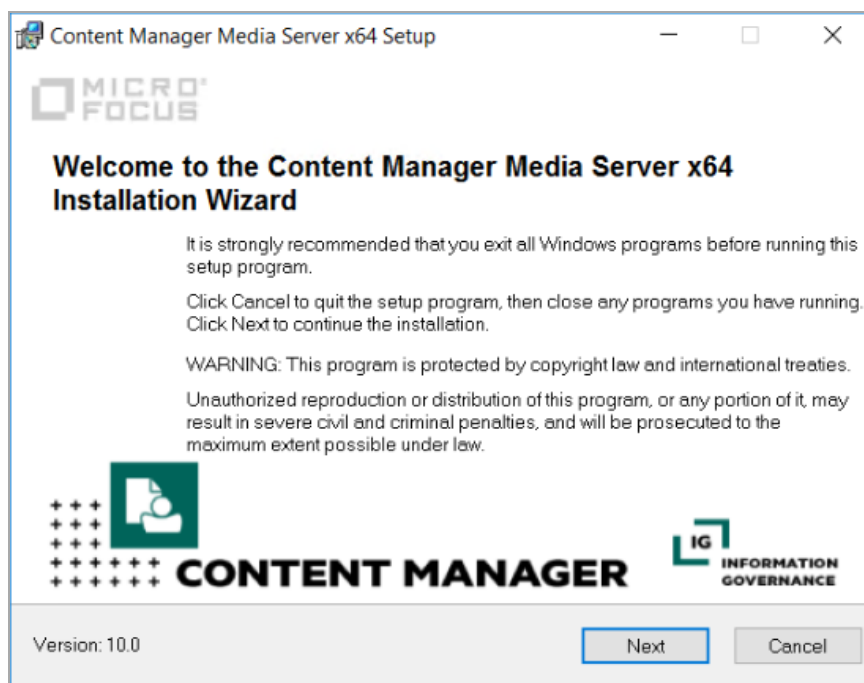 Content Manager Media Server x64 Setup
MICRO
FOCUS
Welcome to the Content Manager Media Server x64
Installation Wizard
It is strongly recommended that you exit all Windows programs before running this
setup program.
Click Cancel to quit the setup program, then close any programs you have running.
Click Next to continue the installation.
WARNING: This program is protected by copyright law and international treaties.
Unauthorized reproduction or distribution of this program, or any portion of it, may
result in severe civil and criminal penalties, and will be prosecuted to the
maximum extent possible under law.
CONTENT MANAGER
IG
INFORMATION
GOVERNANCE
Version: 10.0
Next
Cancel